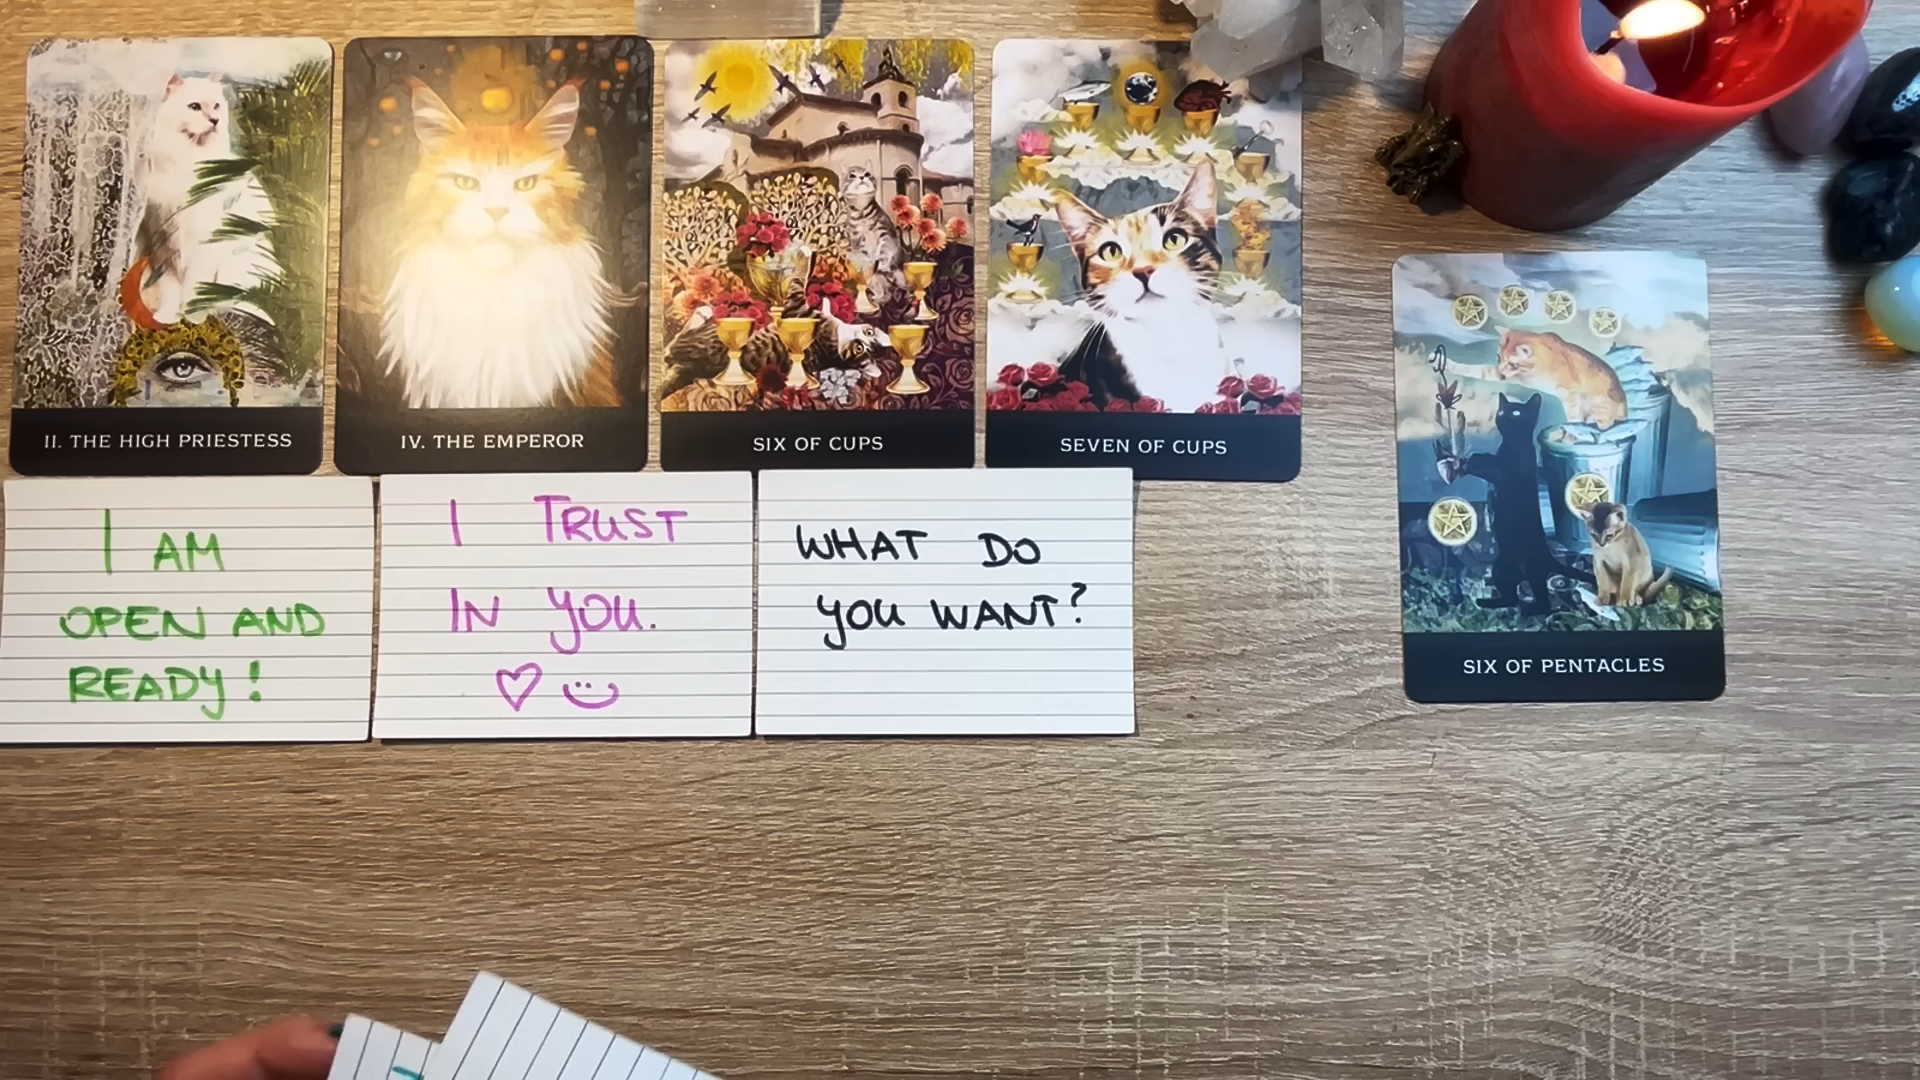 II. THE HIGH PRIESTESS
IV. THE EMPEROR
SIX OF CUPS
SEVEN OF CUPS
I AM
OPEN AND
READY!
I TRUST
IN YOU.
WHAT DO
YOU WANT?
SIX OF PENTACLES